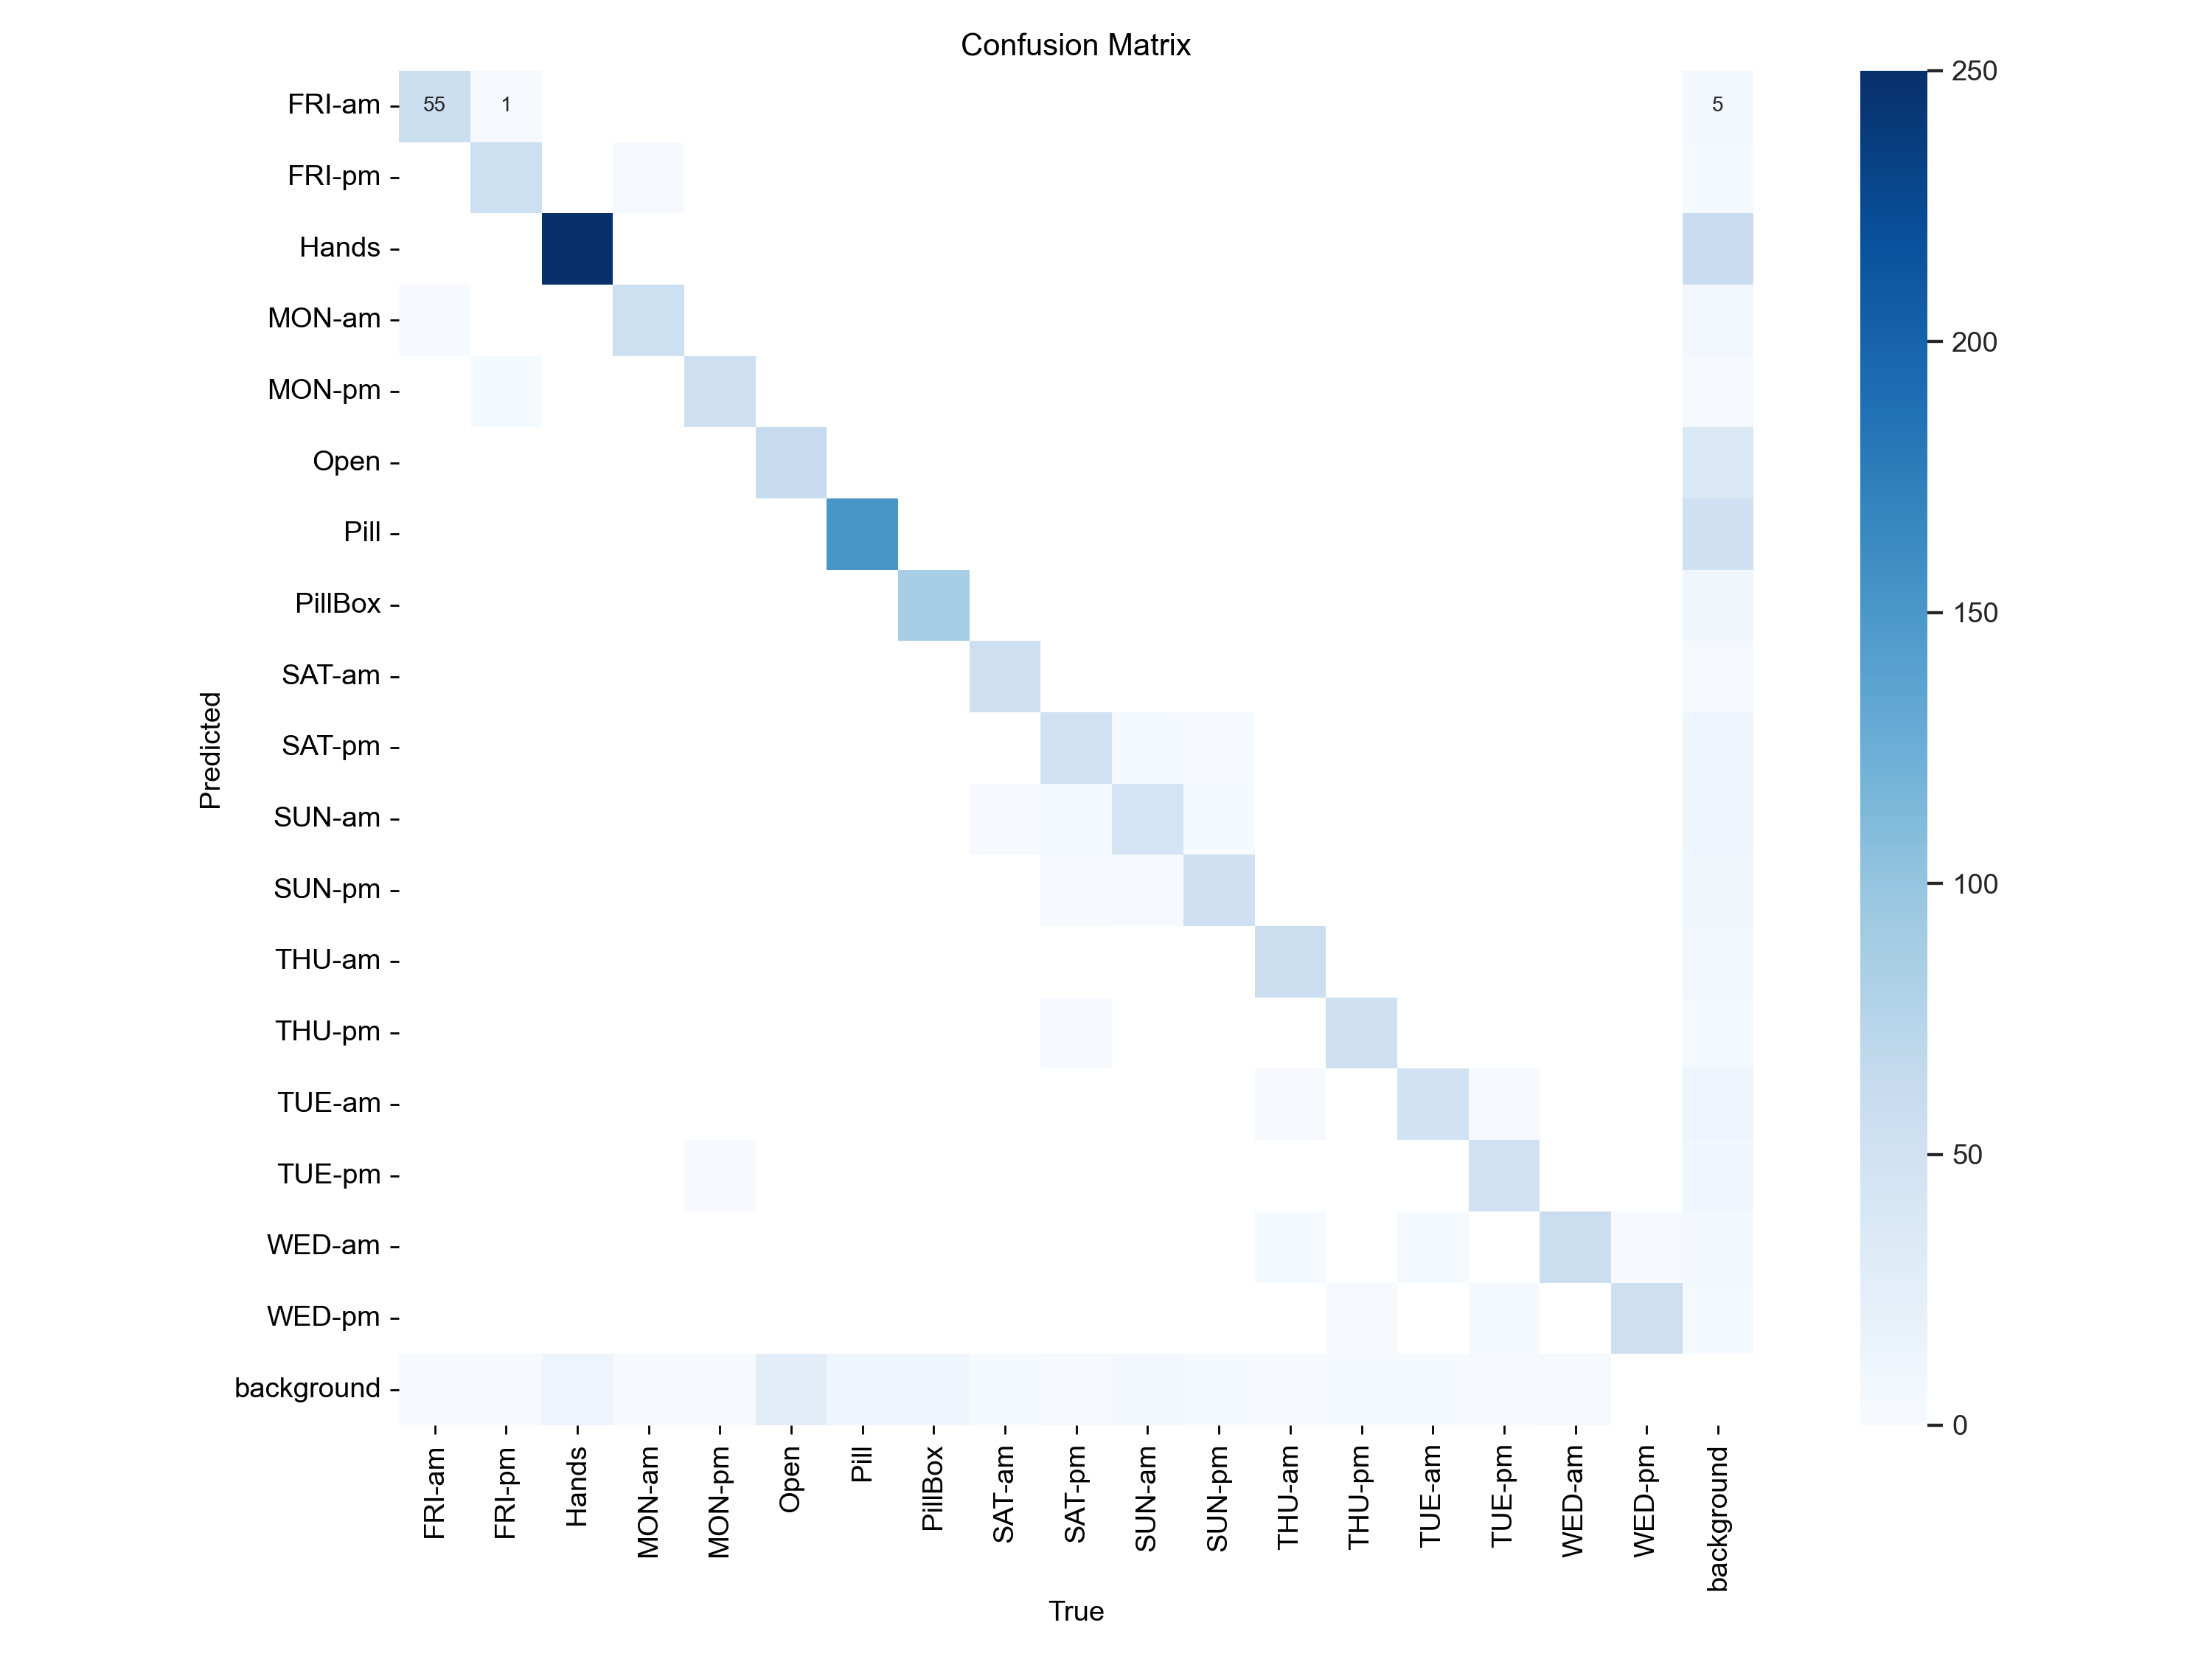 Confusion Matrix
FRI-am
55
1
5
FRI-pm
Hands
MON-am
MON-pm
Open
Pill
PillBox
SAT-am
SAT-pm
SUN-am
SUN-pm
THU-am
THU-pm
TUE-am
TUE-pm
WED-am
WED-pm
background
Predicted
FRI-am
FRI-pm
Hands
MON-am
MON-pm
Open
Pill
PillBox
SAT-am
SAT-pm
SUN-am
SUN-pm
THU-am
THU-pm
TUE-am
TUE-pm
WED-am
WED-pm
background
True
250
200
150
100
50
0